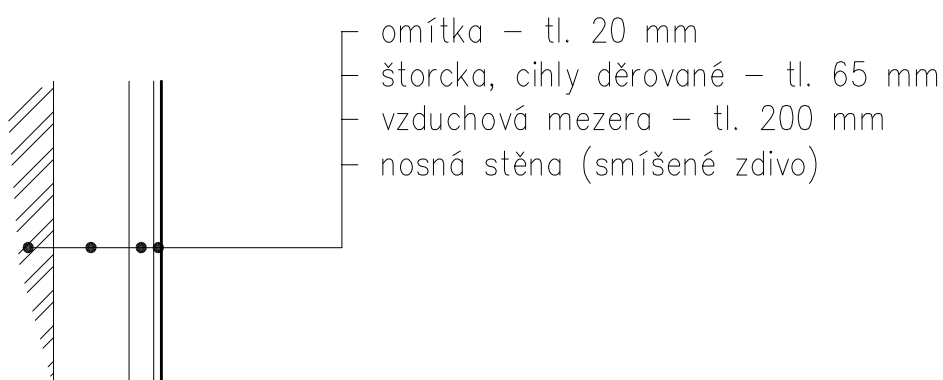 omítka – tl. 20 mm
štorcka, cihly děrované – tl. 65 mm
vzduchová mezera – tl. 200 mm
nosná stěna (smíšené zdivo)